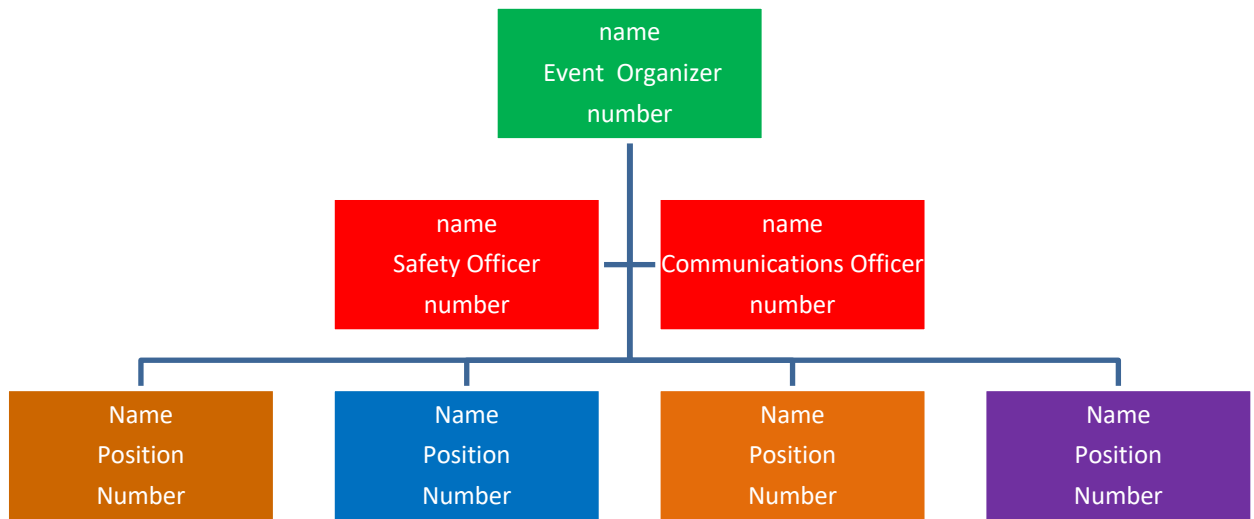 name
Event Organizer
number
name
Safety Officer
number
name
Communications Officer
number
Name
Position
Number
Name
Position
Number
Name
Position
Number
Name
Position
Number